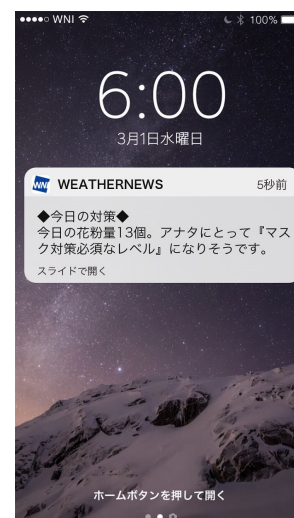 WNI
100%
6:00
3月1日水曜日
WNI WEATHERNEWS 5秒前
◆今日の対策◆
今日の花粉量13個。アナタにとって『マス
ク対策必須なレベル』になりそうです。
スライドで開く
ホームボタンを押して開く